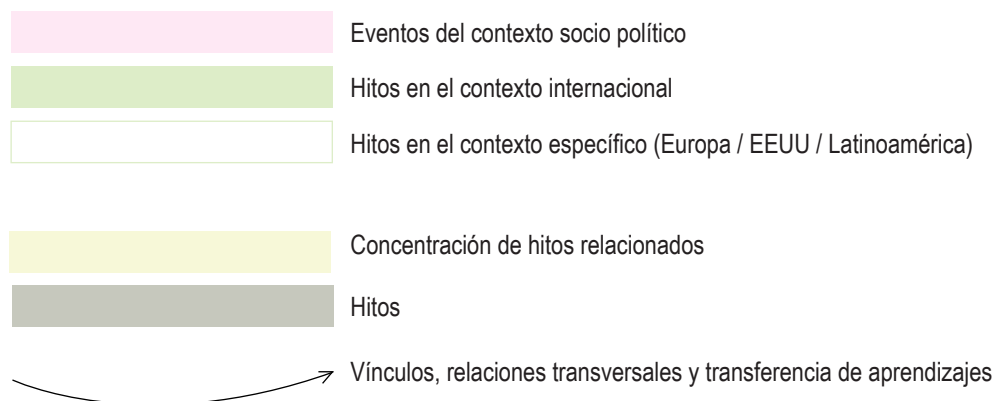 Eventos del contexto socio político
Hitos en el contexto internacional
Hitos en el contexto específico (Europa / EEUU / Latinoamérica)
Concentración de hitos relacionados
Hitos
Vínculos, relaciones transversales y transferencia de aprendizajes